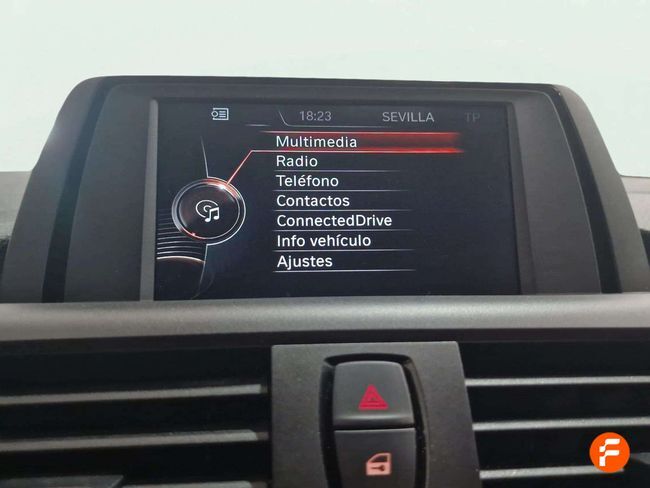 18:23 SEVILLA TP
Multimedia
Radio
Teléfono
Contactos
ConnectedDrive
Info vehículo
Ajustes